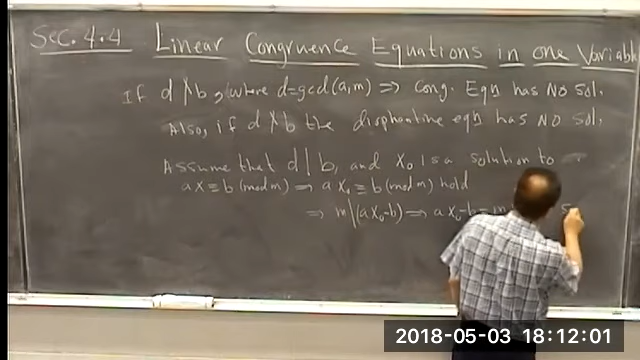 Sec. 4.4 Linear Congruence Equations in one Variable
If d∤b, where d=gcd(a,m) ⇒ Cong. Eqn has NO sol.
Also, if d∤b the diophantine eqn has NO sol.
Assume that d|b, and x₀ is a solution to
ax≡b(mod m) ⇒ ax₀≡b(mod m) hold
⇒ m|(ax₀-b) ⇒ ax₀-b=m
2018-05-03 18:12:01